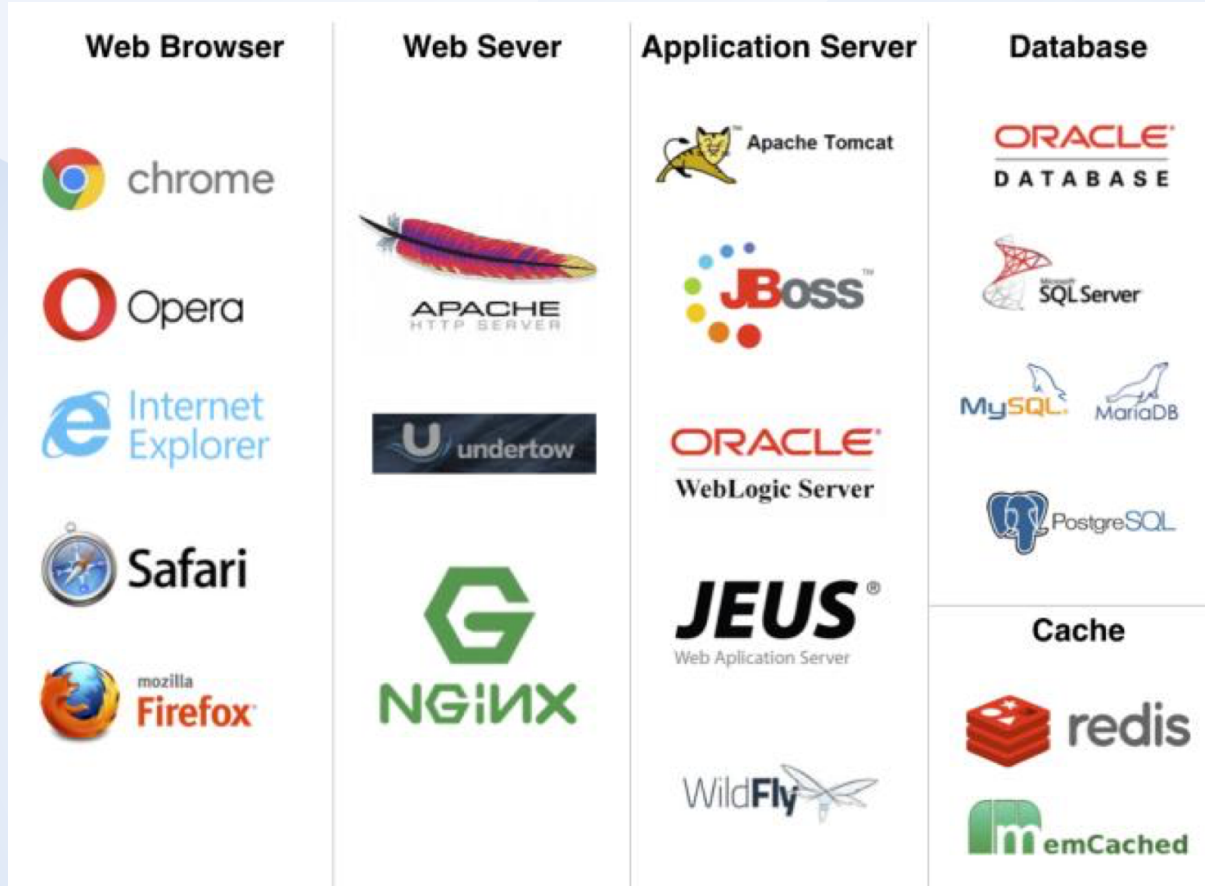 Web Browser
chrome
Opera
Internet
Explorer
Safari
mozilla
Firefox
Web Sever
APACHE
HTTP SERVER
undertow
NGiNX
Application Server
Apache Tomcat
JBoss
ORACLE
WebLogic Server
JEUS
Web Aplication Server
WildFly
Database
ORACLE
DATABASE
Microsoft
SQL Server
MySQL
MariaDB
PostgreSQL
Cache
redis
memCached